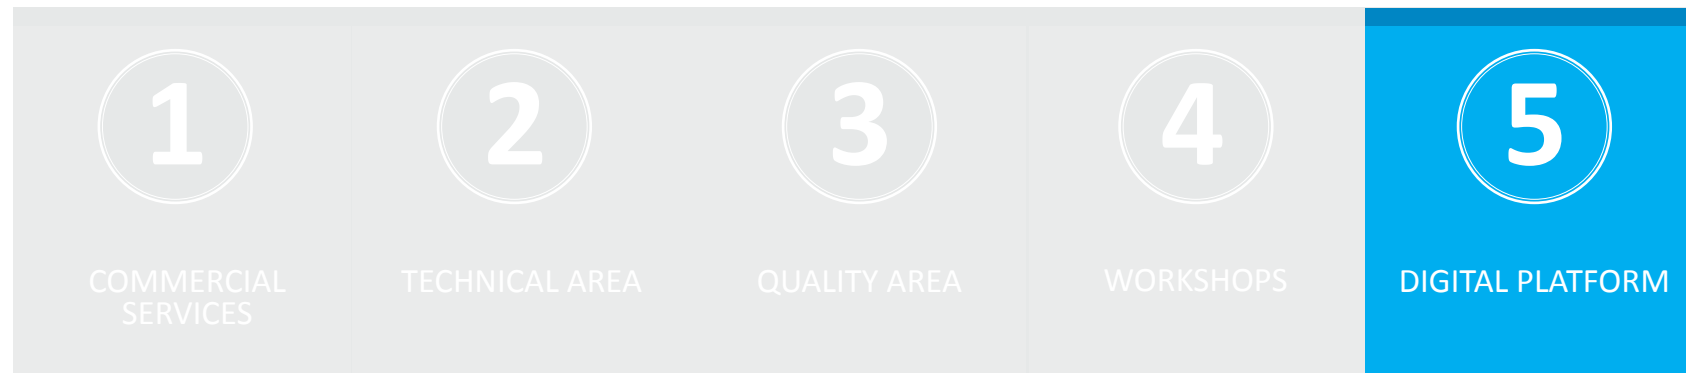 1
COMMERCIAL
SERVICES
2
TECHNICAL AREA
3
QUALITY AREA
4
WORKSHOPS
5
DIGITAL PLATFORM